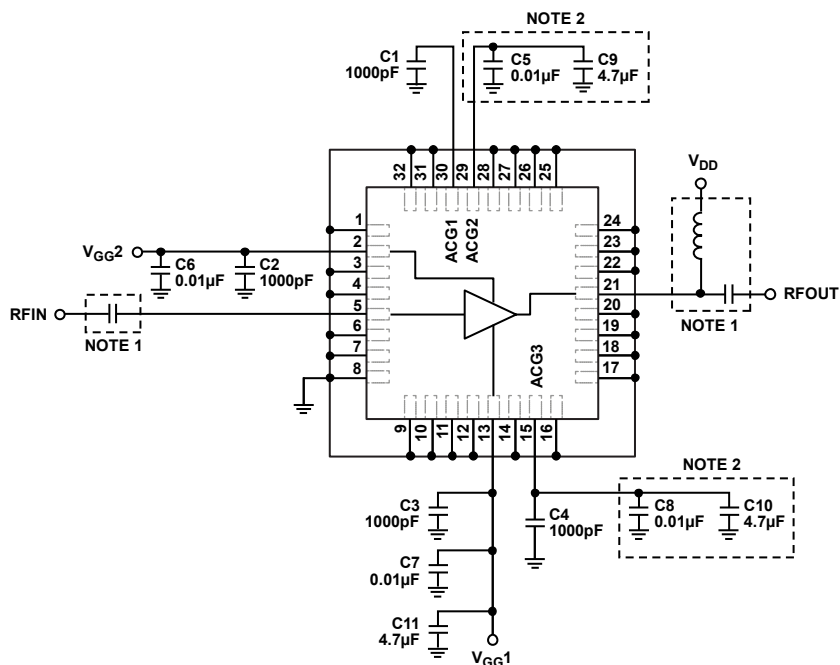 NOTE 2
C1
1000pF
C5
0.01µF
C9
4.7µF
32
31
30
29
28
27
26
25
VDD
ACG1
ACG2
1
2
3
4
5
6
7
8
24
23
22
21
20
19
18
17
VGG2
C6
0.01µF
C2
1000pF
RFIN
NOTE 1
RFOUT
NOTE 1
ACG3
9
10
11
12
13
14
15
16
NOTE 2
C3
1000pF
C4
1000pF
C8
0.01µF
C10
4.7µF
C7
0.01µF
C11
4.7µF
VGG1